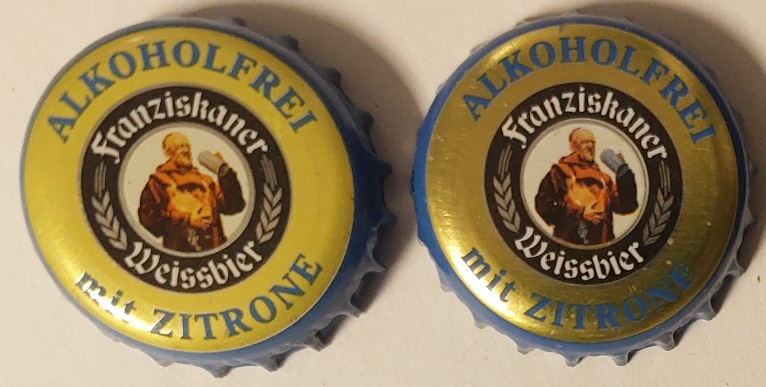 ALKOHOLFREI
Franziskaner
Weissbier
mit ZITRONE
ALKOHOLFREI
Franziskaner
Weissbier
mit ZITRONE